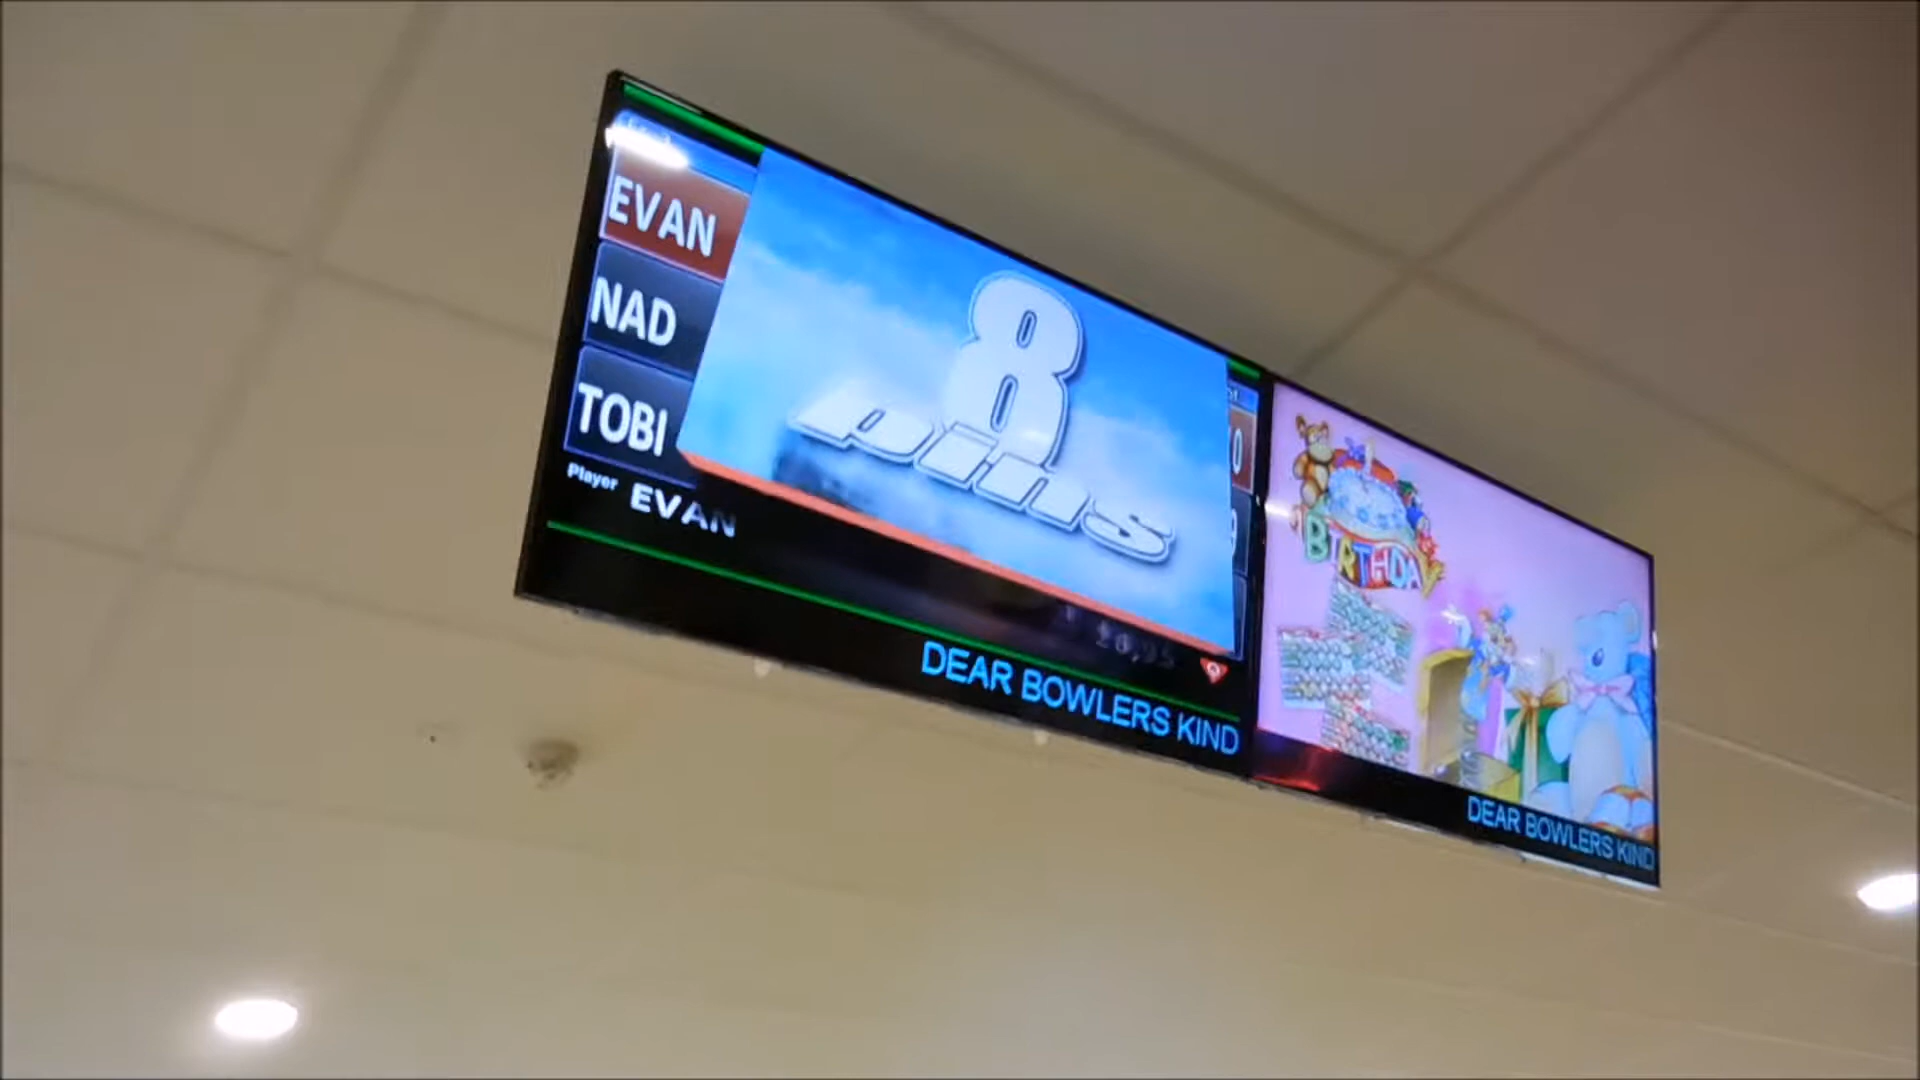 EVAN
NAD
TOBI
8
pins
Player EVAN
DEAR BOWLERS KIND
BIRTHDAY
DEAR BOWLERS KIND